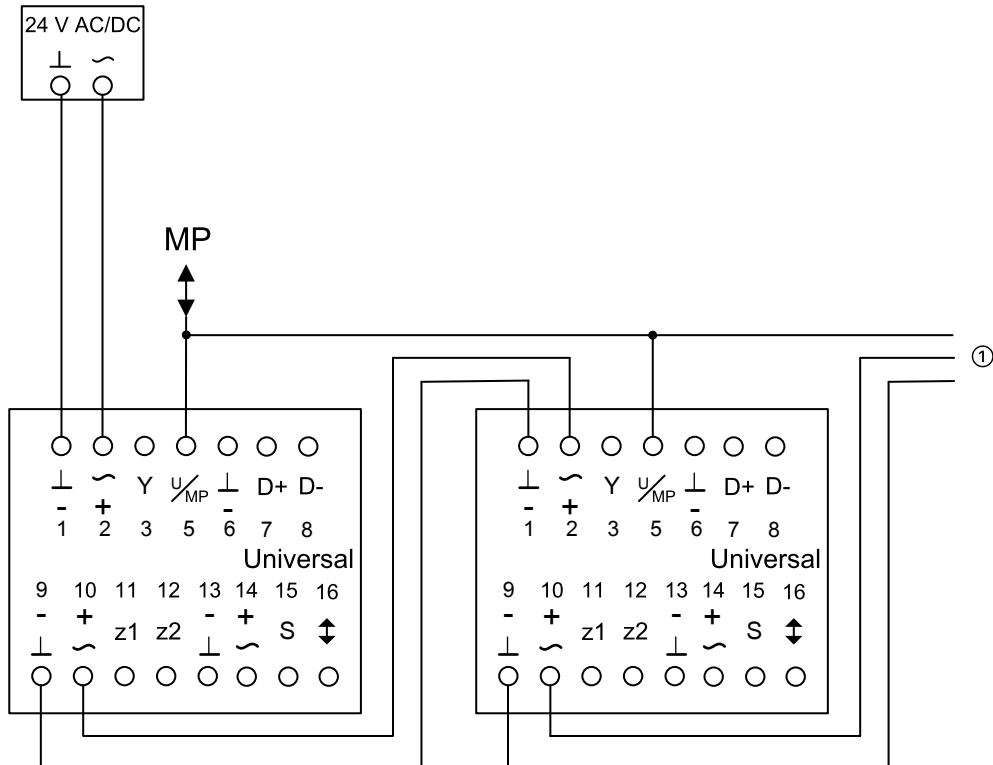 24 V AC/DC
⊥ ~
MP
①
⊥ ~ Y U/MP ⊥ D+ D-
- + -
1 2 3 5 6 7 8
Universal
9 10 11 12 13 14 15 16
- + z1 z2 - + S ↕
⊥ ~ ⊥ ~
⊥ ~ Y U/MP ⊥ D+ D-
- + -
1 2 3 5 6 7 8
Universal
9 10 11 12 13 14 15 16
- + z1 z2 - + S ↕
⊥ ~ ⊥ ~